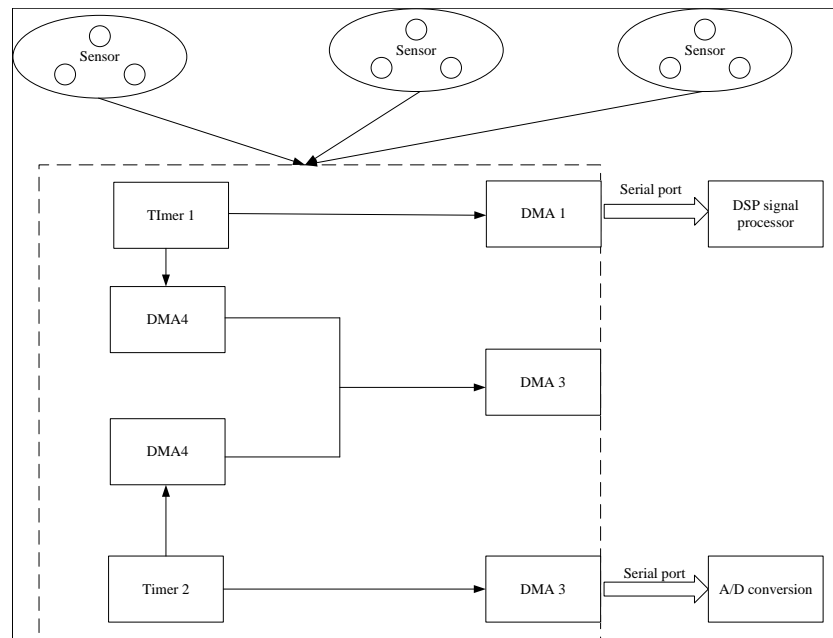 Sensor
Sensor
Sensor
TImer 1
DMA 1
Serial port
DSP signal
processor
DMA4
DMA 3
DMA4
Timer 2
DMA 3
Serial port
A/D conversion